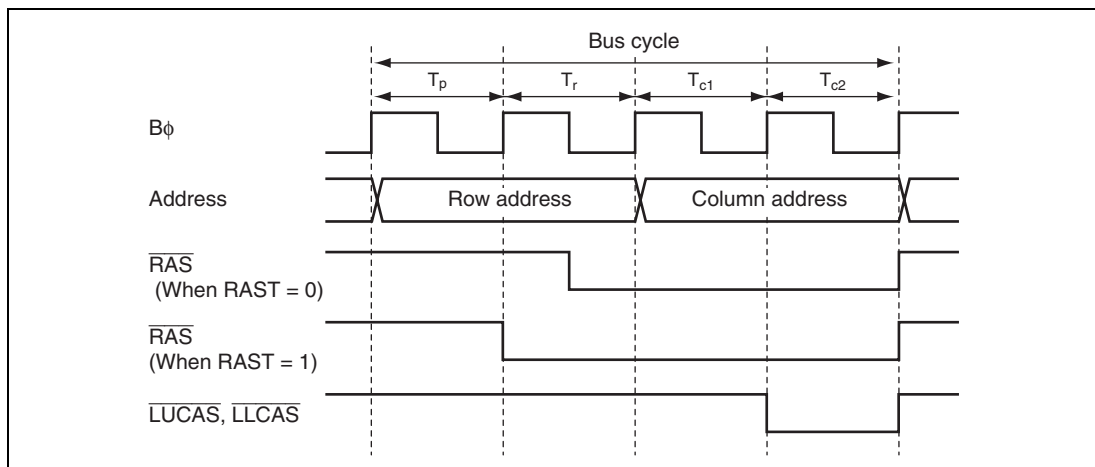 Bus cycle
Tp Tr Tc1 Tc2
Bϕ
Address Row address Column address
RAS
(When RAST = 0)
RAS
(When RAST = 1)
LUCAS, LLCAS